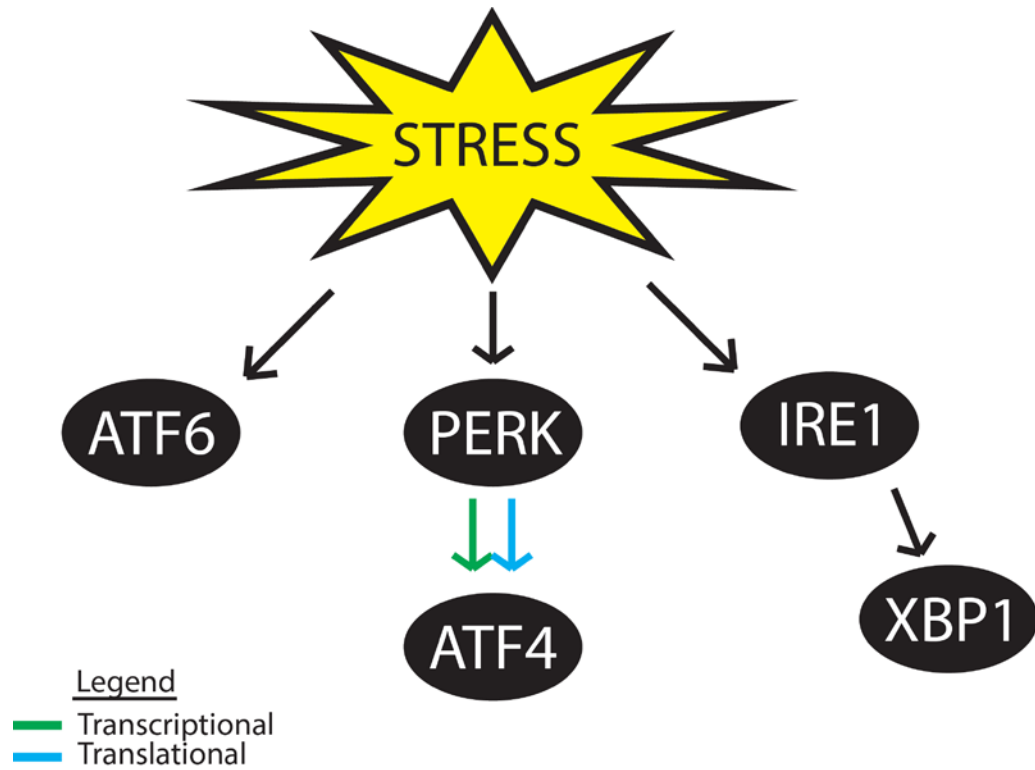 STRESS
ATF6
PERK
IRE1
ATF4
XBP1
Legend
Transcriptional
Translational